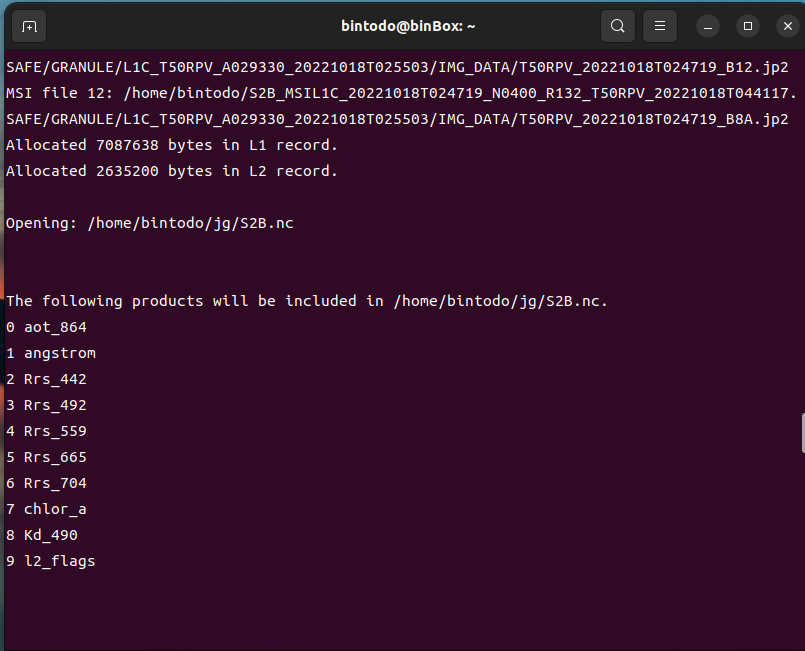 bintodo@binBox: ~
SAFE/GRANULE/L1C_T50RPV_A029330_20221018T025503/IMG_DATA/T50RPV_20221018T024719_B12.jp2
MSI file 12: /home/bintodo/S2B_MSIL1C_20221018T024719_N0400_R132_T50RPV_20221018T044117.
SAFE/GRANULE/L1C_T50RPV_A029330_20221018T025503/IMG_DATA/T50RPV_20221018T024719_B8A.jp2
Allocated 7087638 bytes in L1 record.
Allocated 2635200 bytes in L2 record.
Opening: /home/bintodo/jg/S2B.nc
The following products will be included in /home/bintodo/jg/S2B.nc.
0 aot_864
1 angstrom
2 Rrs_442
3 Rrs_492
4 Rrs_559
5 Rrs_665
6 Rrs_704
7 chlor_a
8 Kd_490
9 l2_flags